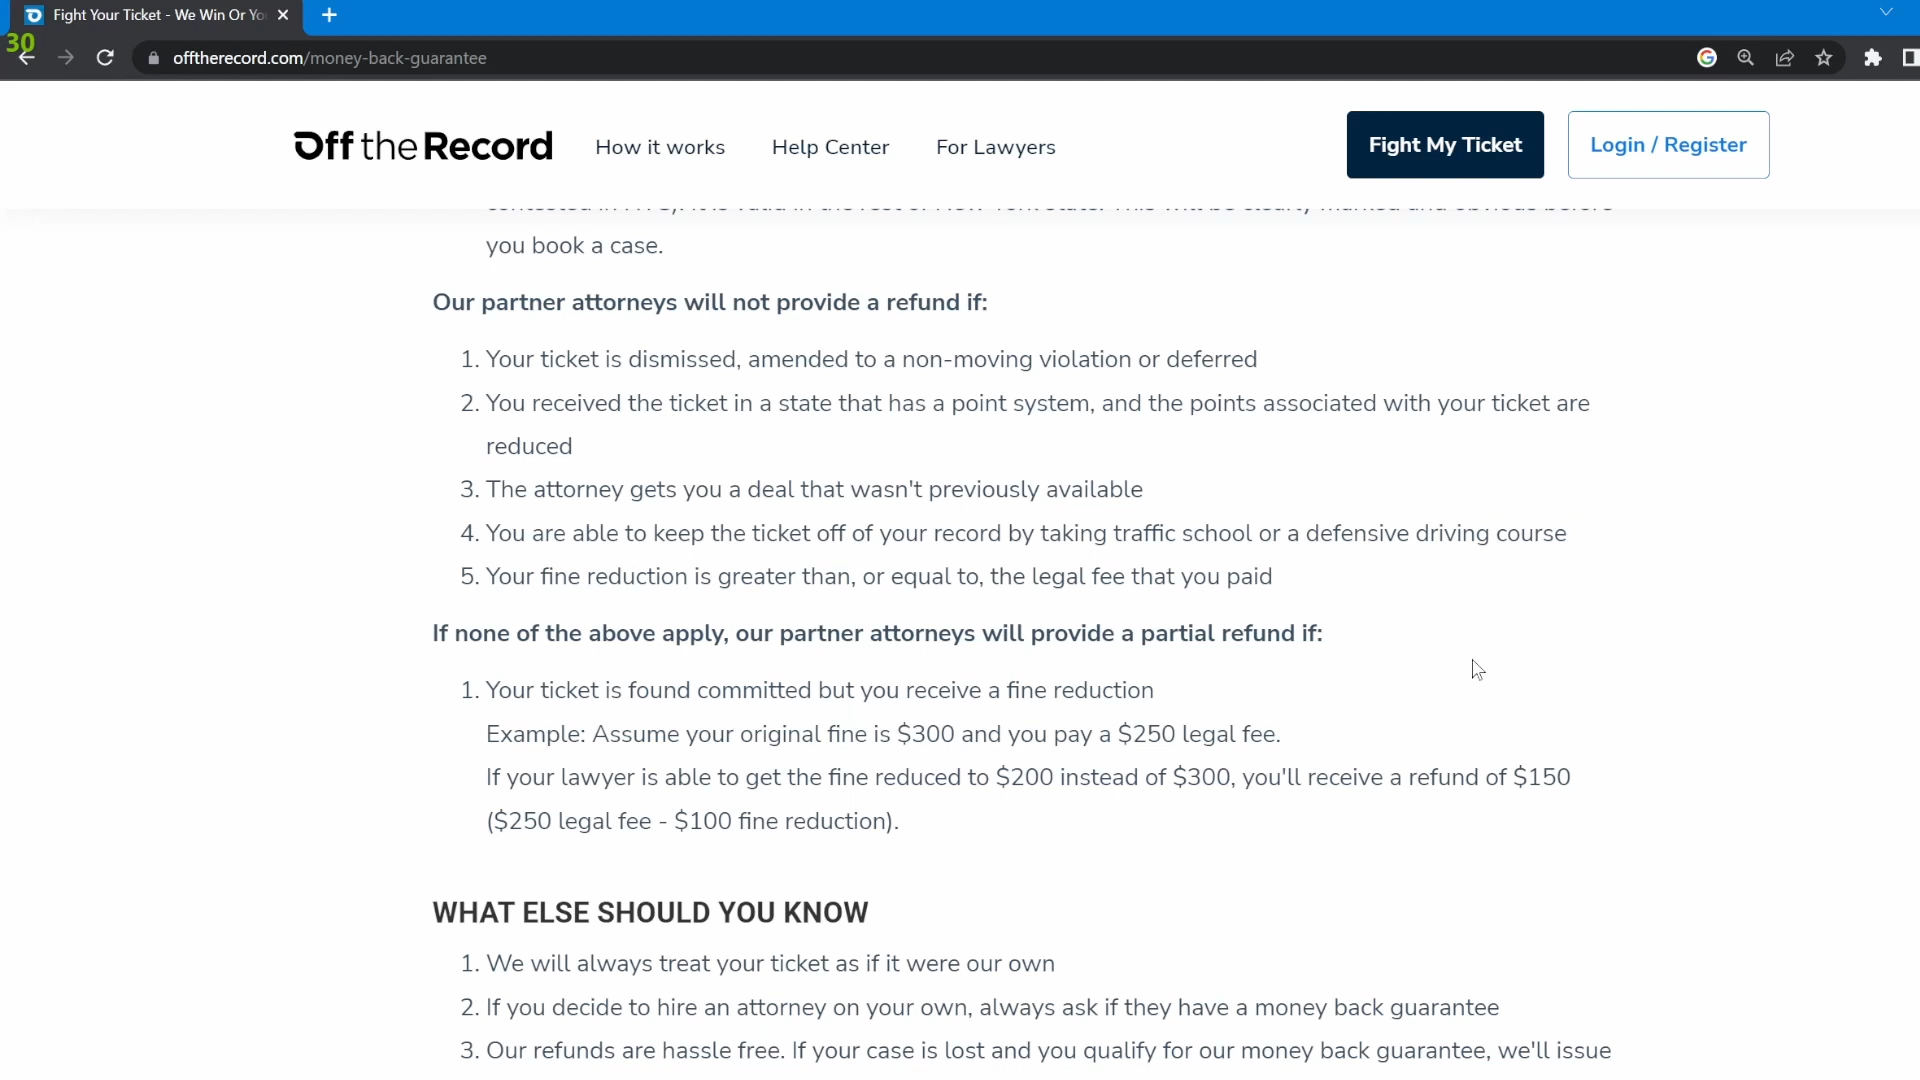 Fight Your Ticket - We Win Or Yo
30
offtherecord.com/money-back-guarantee
Off the Record
How it works
Help Center
For Lawyers
Fight My Ticket
Login / Register
you book a case.
Our partner attorneys will not provide a refund if:
1. Your ticket is dismissed, amended to a non-moving violation or deferred
2. You received the ticket in a state that has a point system, and the points associated with your ticket are
reduced
3. The attorney gets you a deal that wasn't previously available
4. You are able to keep the ticket off of your record by taking traffic school or a defensive driving course
5. Your fine reduction is greater than, or equal to, the legal fee that you paid
If none of the above apply, our partner attorneys will provide a partial refund if:
1. Your ticket is found committed but you receive a fine reduction
Example: Assume your original fine is $300 and you pay a $250 legal fee.
If your lawyer is able to get the fine reduced to $200 instead of $300, you'll receive a refund of $150
($250 legal fee - $100 fine reduction).
WHAT ELSE SHOULD YOU KNOW
1. We will always treat your ticket as if it were our own
2. If you decide to hire an attorney on your own, always ask if they have a money back guarantee
3. Our refunds are hassle free. If your case is lost and you qualify for our money back guarantee, we'll issue